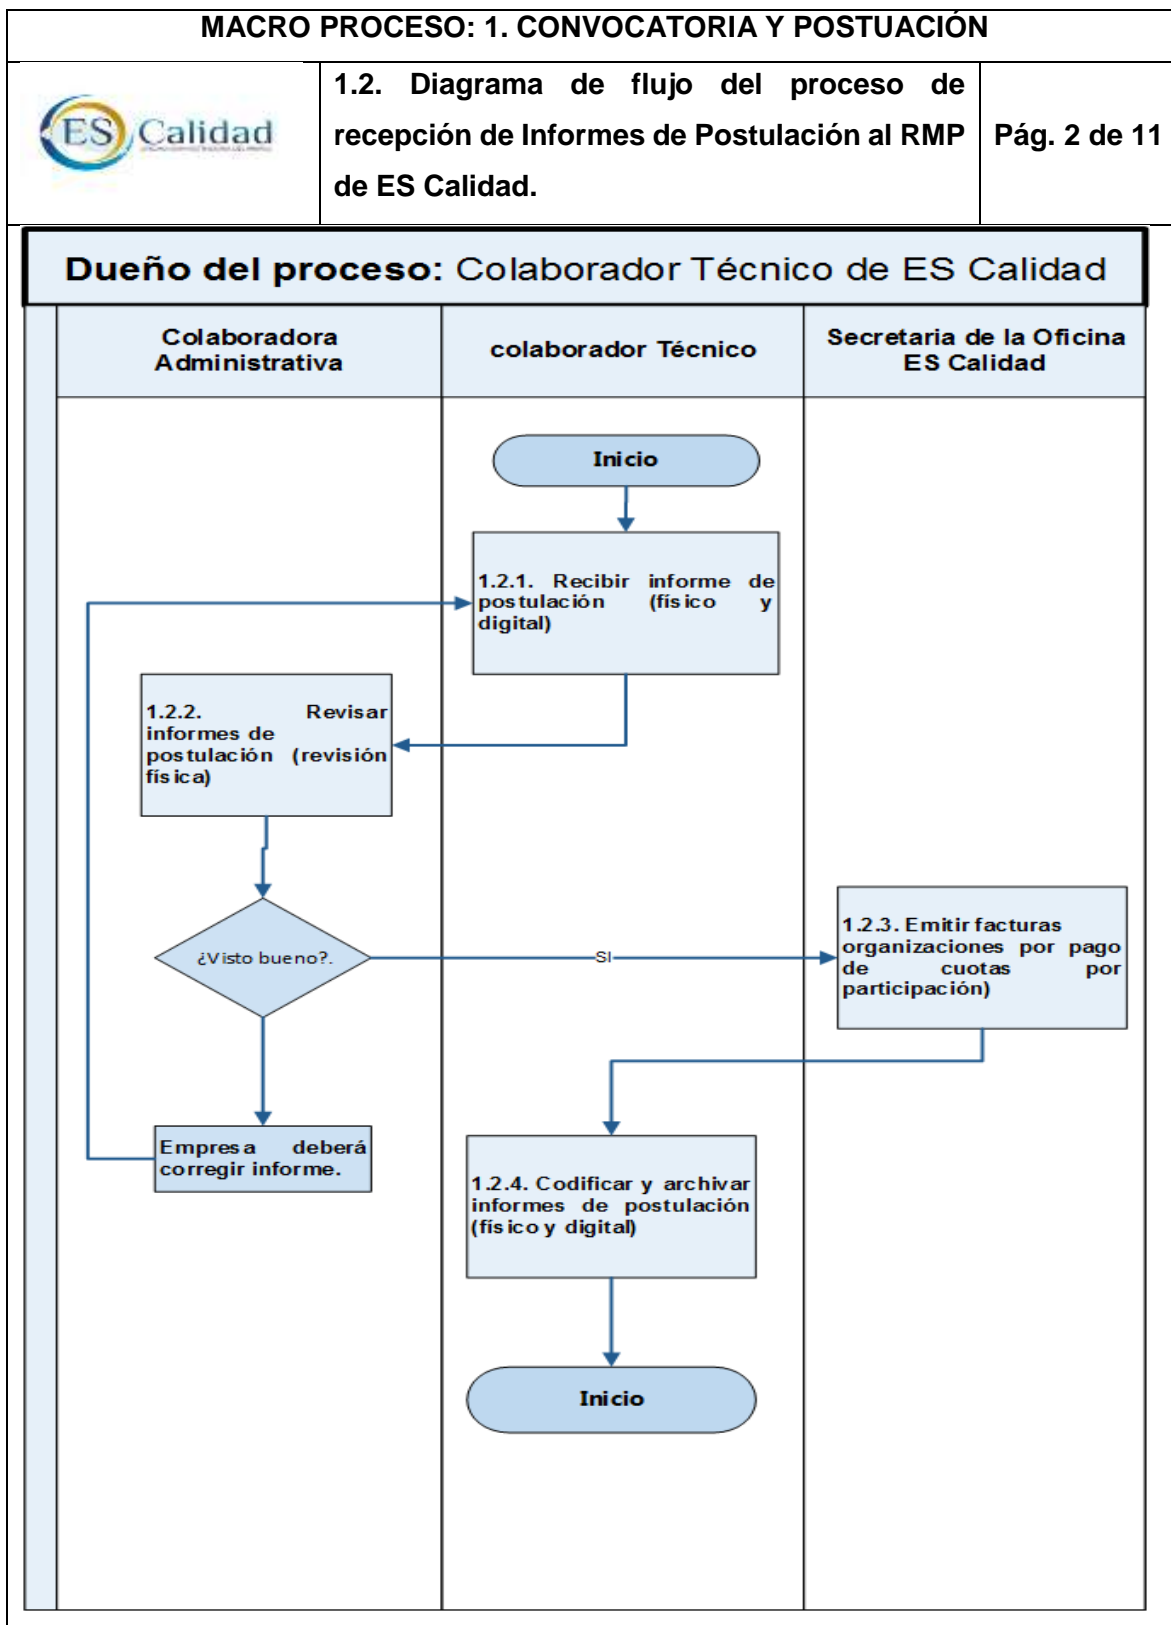 MACRO PROCESO: 1. CONVOCATORIA Y POSTUACIÓN
ES Calidad
1.2. Diagrama de flujo del proceso de
recepción de Informes de Postulación al RMP
de ES Calidad.
Pág. 2 de 11
Dueño del proceso: Colaborador Técnico de ES Calidad
Colaboradora
Administrativa
colaborador Técnico
Secretaria de la Oficina
ES Calidad
Inicio
1.2.1. Recibir informe de
postulación (físico y
digital)
1.2.2. Revisar
informes de
postulación (revisión
física)
¿Visto bueno?.
SI
1.2.3. Emitir facturas
organizaciones por pago
de cuotas por
participación)
Empresa deberá
corregir informe.
1.2.4. Codificar y archivar
informes de postulación
(físico y digital)
Inicio